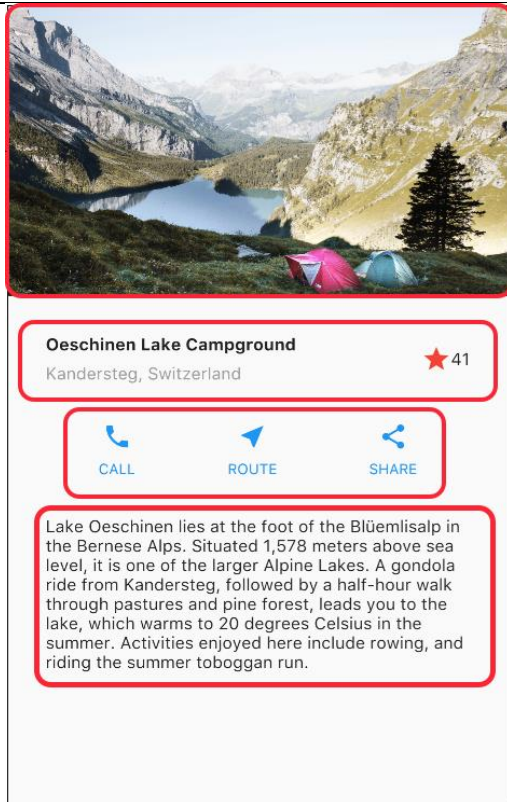 Oeschinen Lake Campground
Kandersteg, Switzerland
41
CALL
ROUTE
SHARE
Lake Oeschinen lies at the foot of the Blüemlisalp in
the Bernese Alps. Situated 1,578 meters above sea
level, it is one of the larger Alpine Lakes. A gondola
ride from Kandersteg, followed by a half-hour walk
through pastures and pine forest, leads you to the
lake, which warms to 20 degrees Celsius in the
summer. Activities enjoyed here include rowing, and
riding the summer toboggan run.